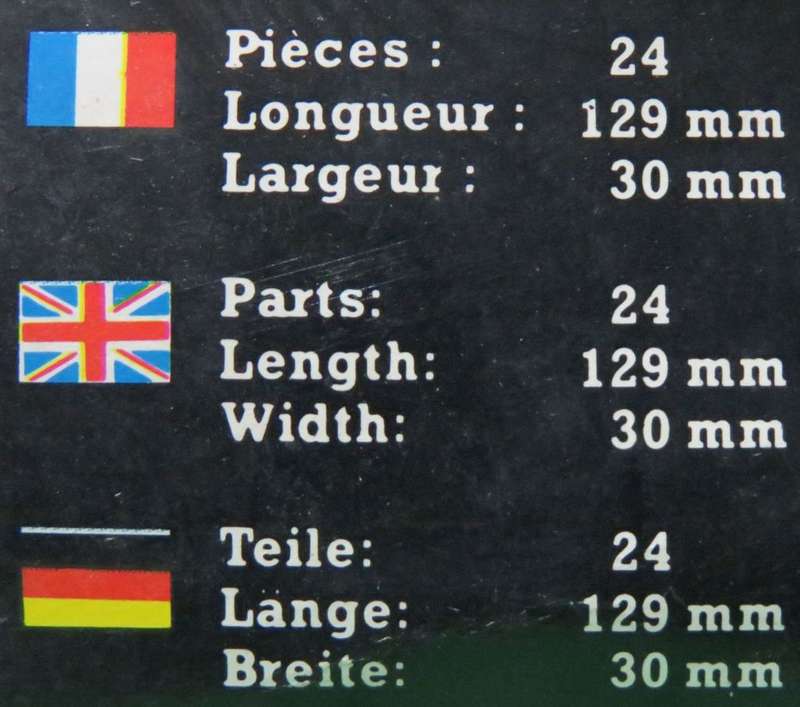 Pièces : 24
Longueur : 129 mm
Largeur : 30 mm
Parts: 24
Length: 129 mm
Width: 30 mm
Teile: 24
Länge: 129 mm
Breite: 30 mm